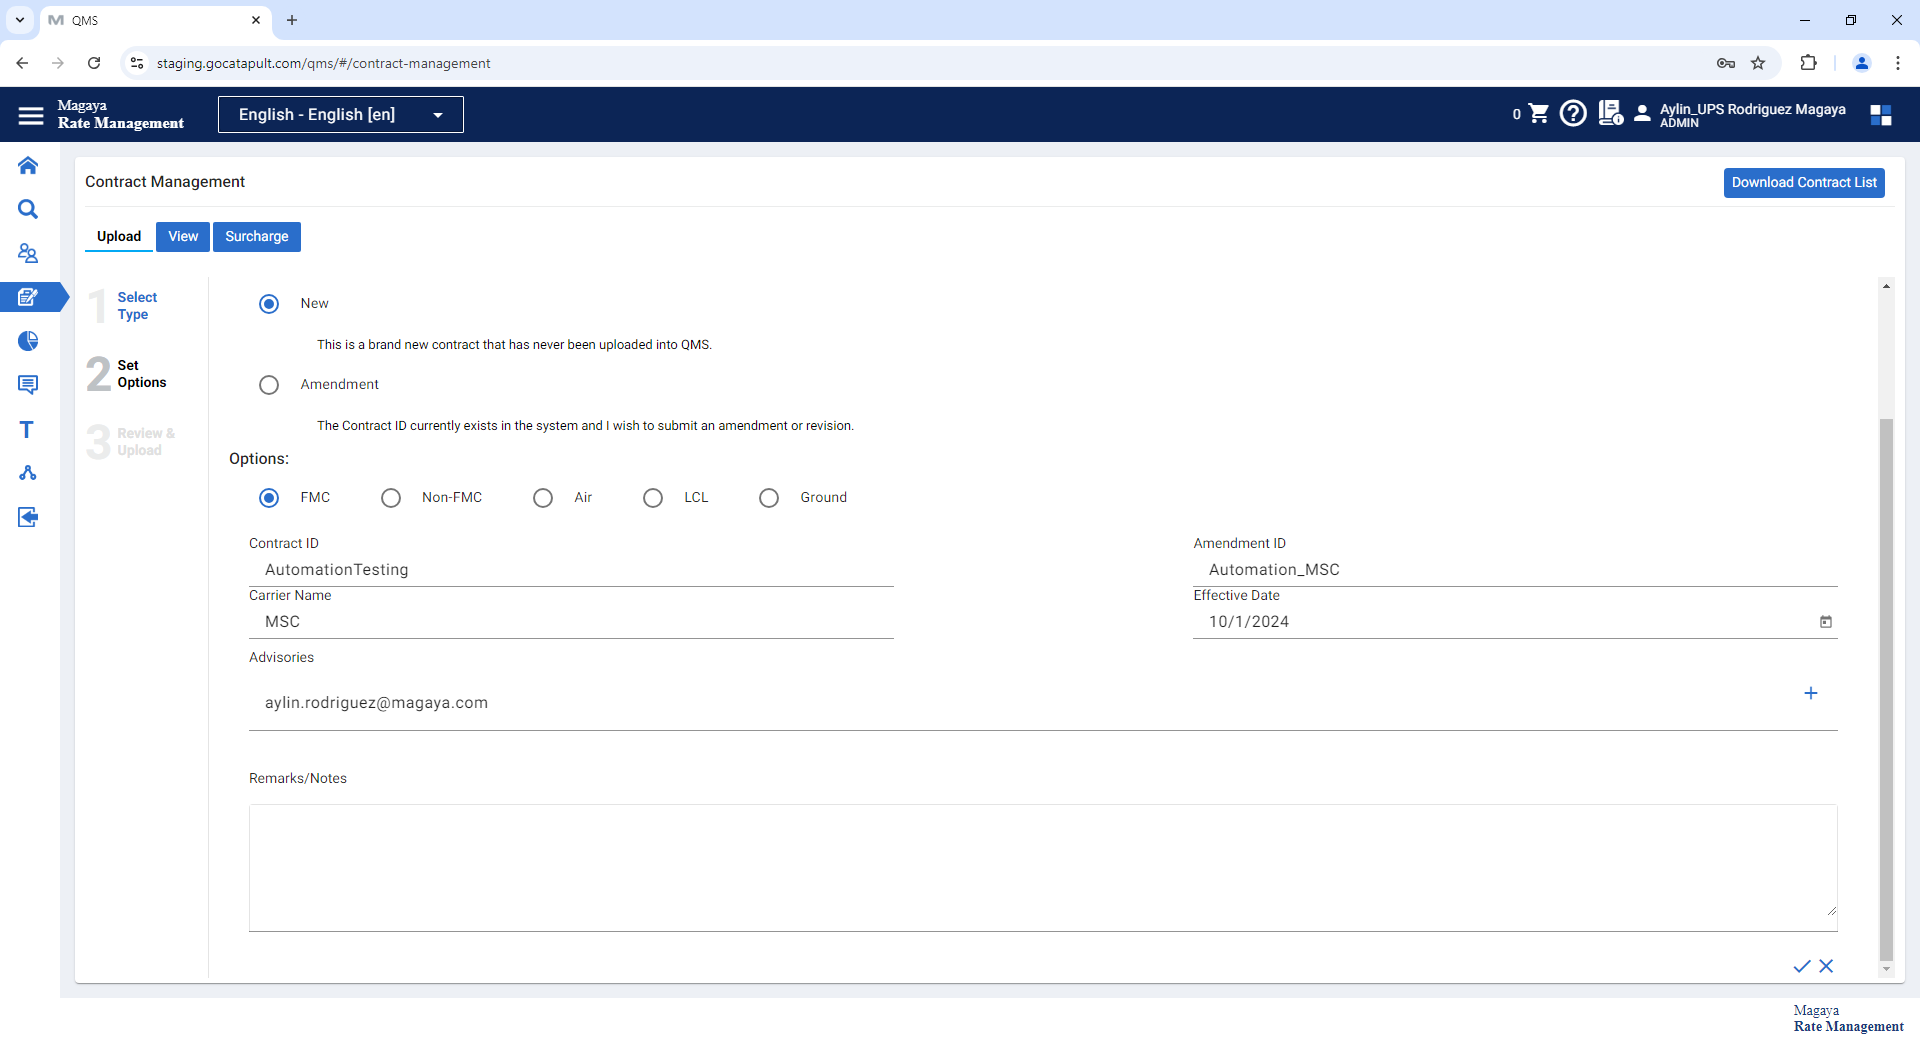 QMS
staging.gocatapult.com/qms/#/contract-management
Magaya
Rate Management
English - English [en]
0
Aylin_UPS Rodriguez Magaya
ADMIN
Contract Management
Download Contract List
Upload
View
Surcharge
1
Select
Type
2
Set
Options
3
Review &
Upload
New
This is a brand new contract that has never been uploaded into QMS.
Amendment
The Contract ID currently exists in the system and I wish to submit an amendment or revision.
Options:
FMC
Non-FMC
Air
LCL
Ground
Contract ID
AutomationTesting
Amendment ID
Automation_MSC
Carrier Name
MSC
Effective Date
10/1/2024
Advisories
aylin.rodriguez@magaya.com
Remarks/Notes
Magaya
Rate Management